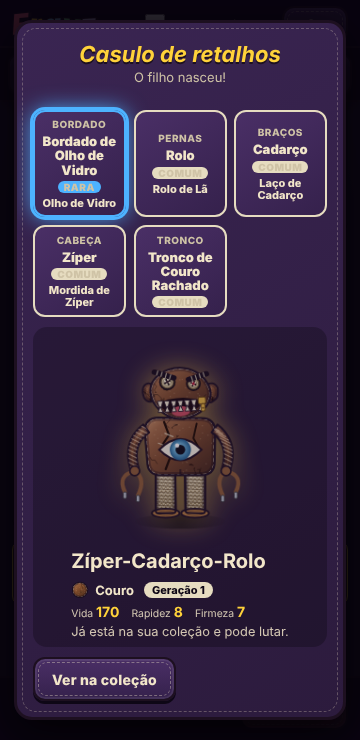 Casulo de retalhos
O filho nasceu!
BORDADO
Bordado de
Olho de
Vidro
RARA
Olho de Vidro
PERNAS
Rolo
COMUM
Rolo de Lã
BRAÇOS
Cadarço
COMUM
Laço de
Cadarço
CABEÇA
Zíper
COMUM
Mordida de
Zíper
TRONCO
Tronco de
Couro
Rachado
COMUM
Zíper-Cadarço-Rolo
Couro Geração 1
Vida 170 Rapidez 8 Firmeza 7
Já está na sua coleção e pode lutar.
Ver na coleção